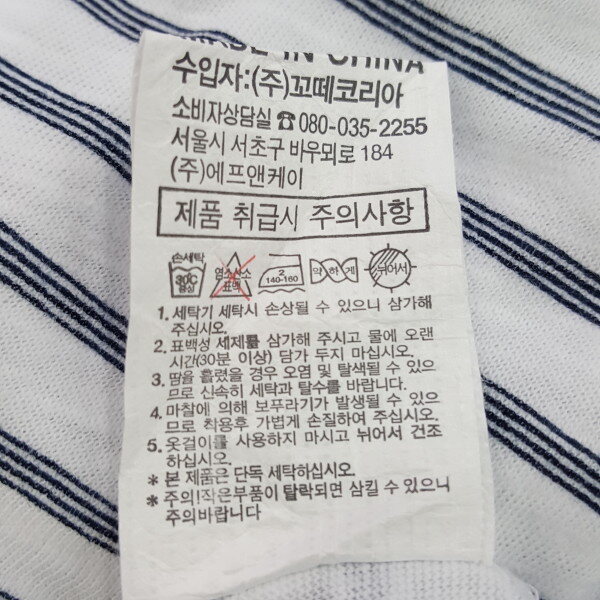 MADE IN CHINA
수입자:(주)꼬떼코리아
소비자상담실 ☎080-035-2255
서울시 서초구 바우뫼로 184
(주)에프앤케이
제품 취급시 주의사항
손세탁 30℃ 중성
염소산소 표백
2 140-160
약하게
뉘어서
1. 세탁기 세탁시 손상될 수 있으니 삼가해
주십시오.
2. 표백성 세제를 삼가해 주시고 물에 오랜
시간(30분 이상) 담가 두지 마십시오.
3. 땀을 흘렸을 경우 오염 및 탈색될 수 있으
므로 신속히 세탁과 탈수를 바랍니다.
4. 마찰에 의해 보푸라기가 발생될 수 있으
므로 착용후 가볍게 손질하여 주십시오.
5. 옷걸이를 사용하지 마시고 뉘어서 건조
하십시오.
* 본 제품은 단독 세탁하십시오.
* 주의!작은부품이 탈락되면 삼킬 수 있으니
주의바랍니다